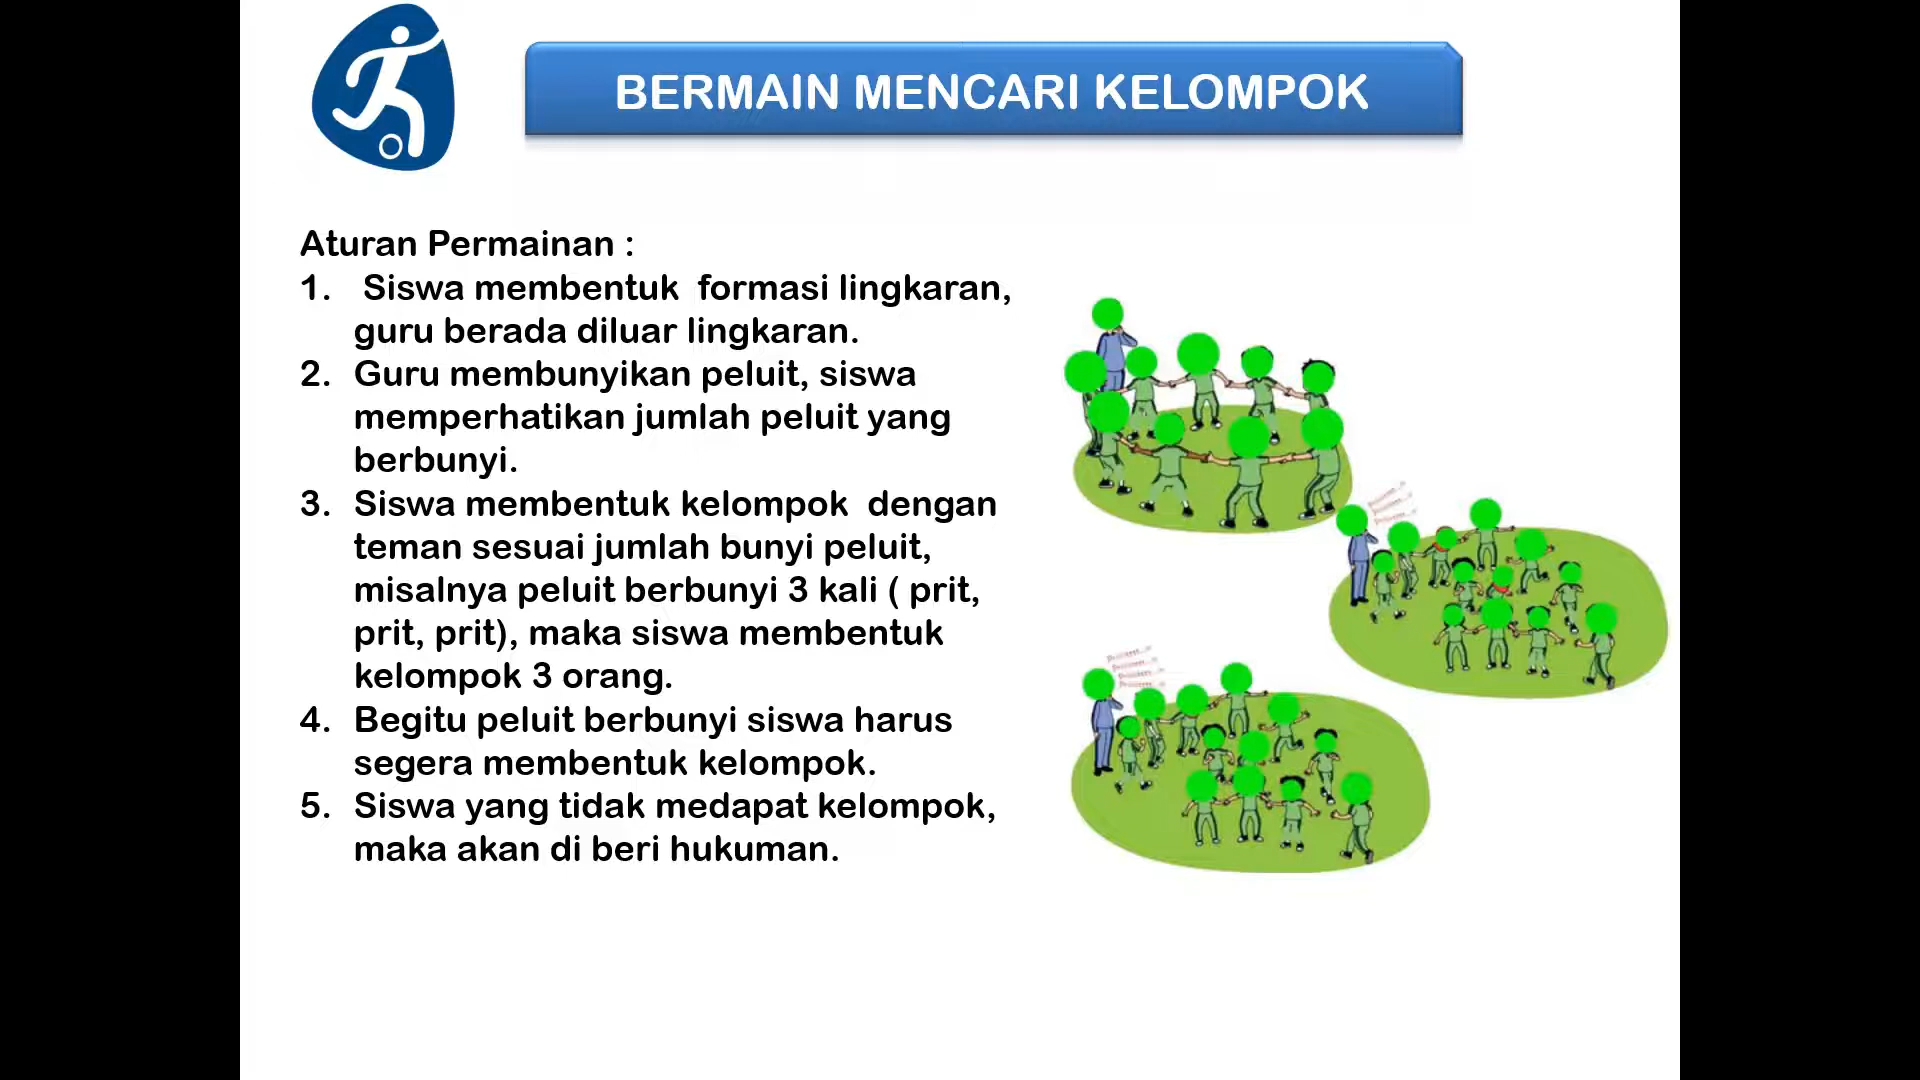 BERMAIN MENCARI KELOMPOK
Aturan Permainan :
1. Siswa membentuk formasi lingkaran,
guru berada diluar lingkaran.
2. Guru membunyikan peluit, siswa
memperhatikan jumlah peluit yang
berbunyi.
3. Siswa membentuk kelompok dengan
teman sesuai jumlah bunyi peluit,
misalnya peluit berbunyi 3 kali ( prit,
prit, prit), maka siswa membentuk
kelompok 3 orang.
4. Begitu peluit berbunyi siswa harus
segera membentuk kelompok.
5. Siswa yang tidak medapat kelompok,
maka akan di beri hukuman.